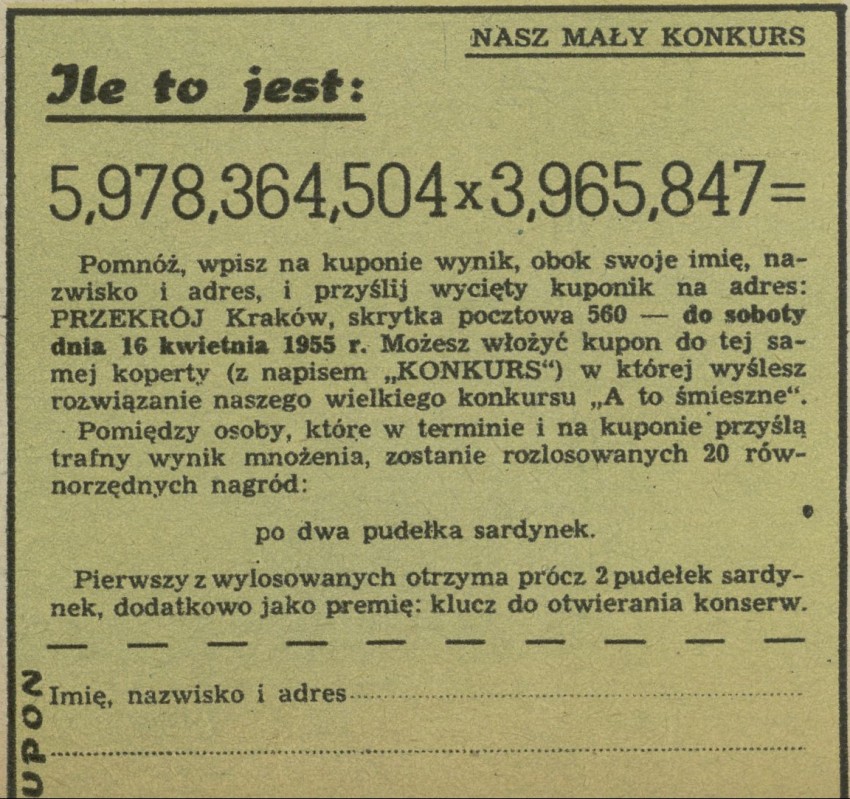 NASZ MAŁY KONKURS
Ile to jest:
5,978,364,504x3,965,847=
Pomnóż, wpisz na kuponie wynik, obok swoje imię, na-
zwisko i adres, i przyślij wycięty kuponik na adres:
PRZEKRÓJ Kraków, skrytka pocztowa 560 — do soboty
dnia 16 kwietnia 1955 r. Możesz włożyć kupon do tej sa-
mej koperty (z napisem „KONKURS“) w której wyślesz
rozwiązanie naszego wielkiego konkursu „A to śmieszne“.
Pomiędzy osoby, które w terminie i na kuponie przyślą
trafny wynik mnożenia, zostanie rozlosowanych 20 rów-
norzędnych nagród:
po dwa pudełka sardynek.
Pierwszy z wylosowanych otrzyma prócz 2 pudełek sardy-
nek, dodatkowo jako premię: klucz do otwierania konserw.
Imię, nazwisko i adres
UPON